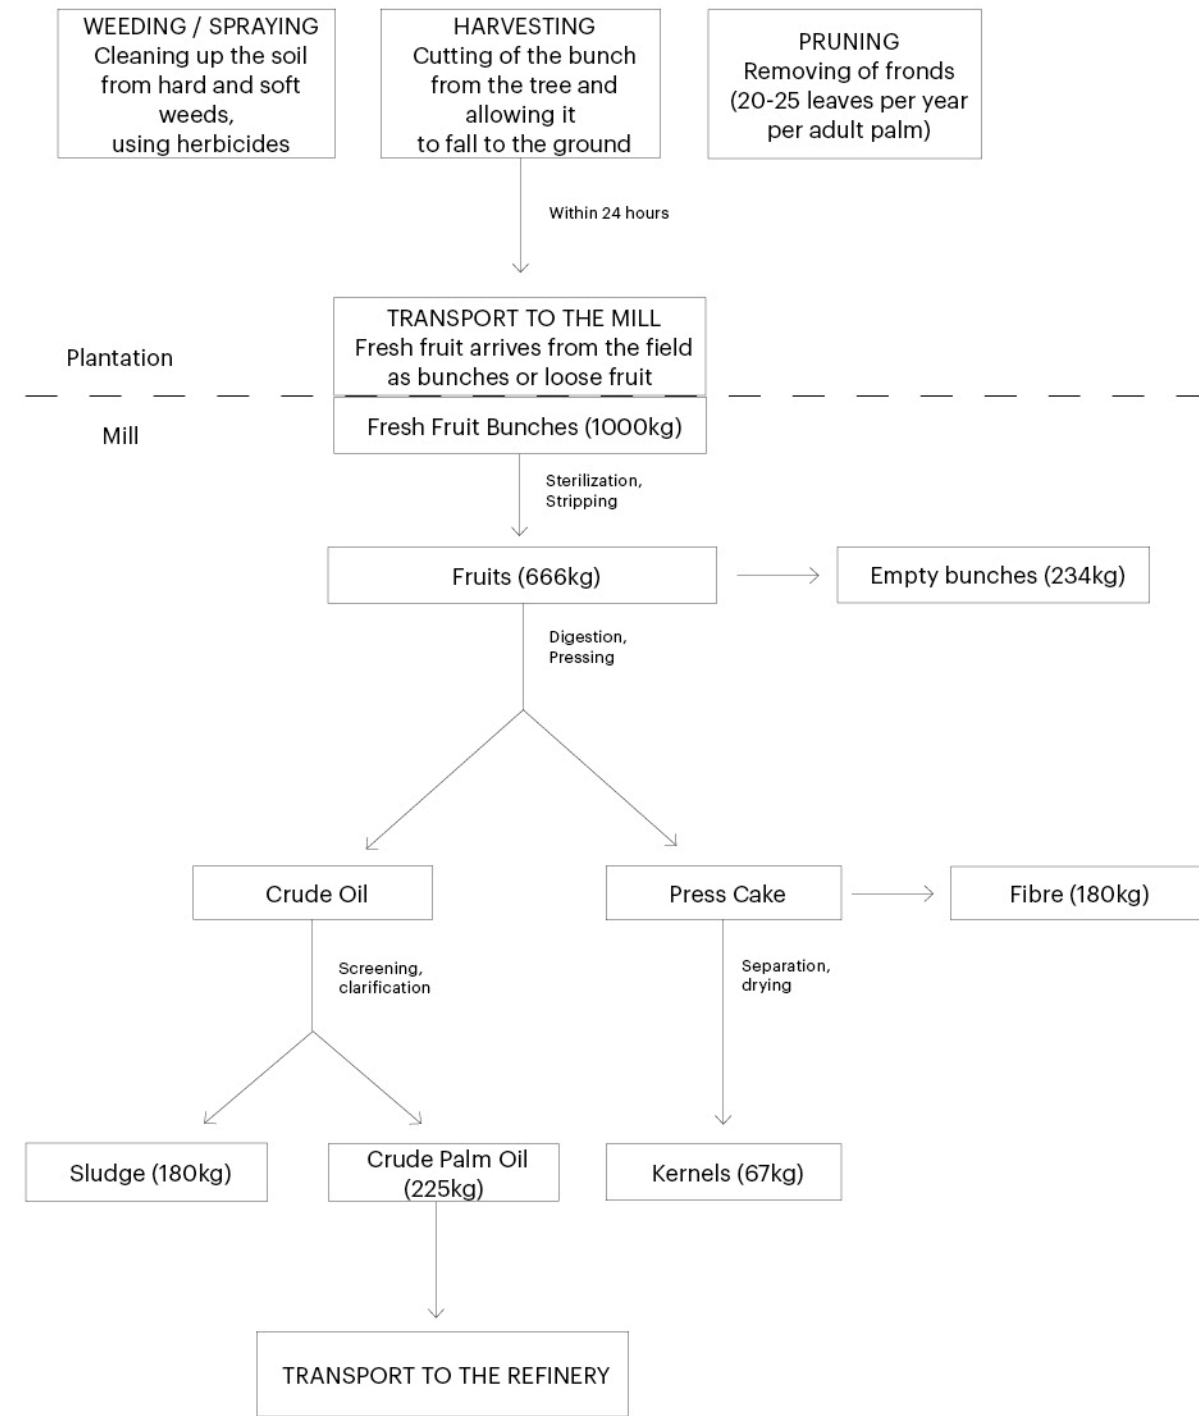 WEEDING / SPRAYING
Cleaning up the soil
from hard and soft
weeds,
using herbicides
HARVESTING
Cutting of the bunch
from the tree and
allowing it
to fall to the ground
PRUNING
Removing of fronds
(20-25 leaves per year
per adult palm)
Within 24 hours
TRANSPORT TO THE MILL
Fresh fruit arrives from the field
as bunches or loose fruit
Plantation
Mill
Fresh Fruit Bunches (1000kg)
Sterilization,
Stripping
Fruits (666kg)
Empty bunches (234kg)
Digestion,
Pressing
Crude Oil
Press Cake
Fibre (180kg)
Screening,
clarification
Separation,
drying
Sludge (180kg)
Crude Palm Oil
(225kg)
Kernels (67kg)
TRANSPORT TO THE REFINERY